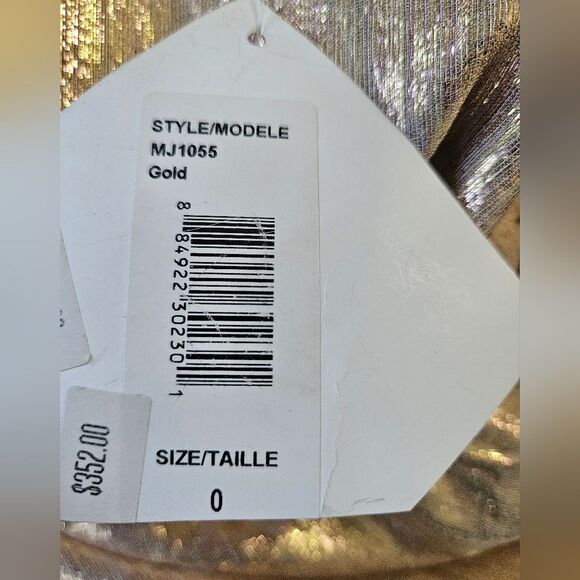 STYLE/MODELE
MJ1055
Gold
8 84922 30230 1
SIZE/TAILLE
0
$352.00